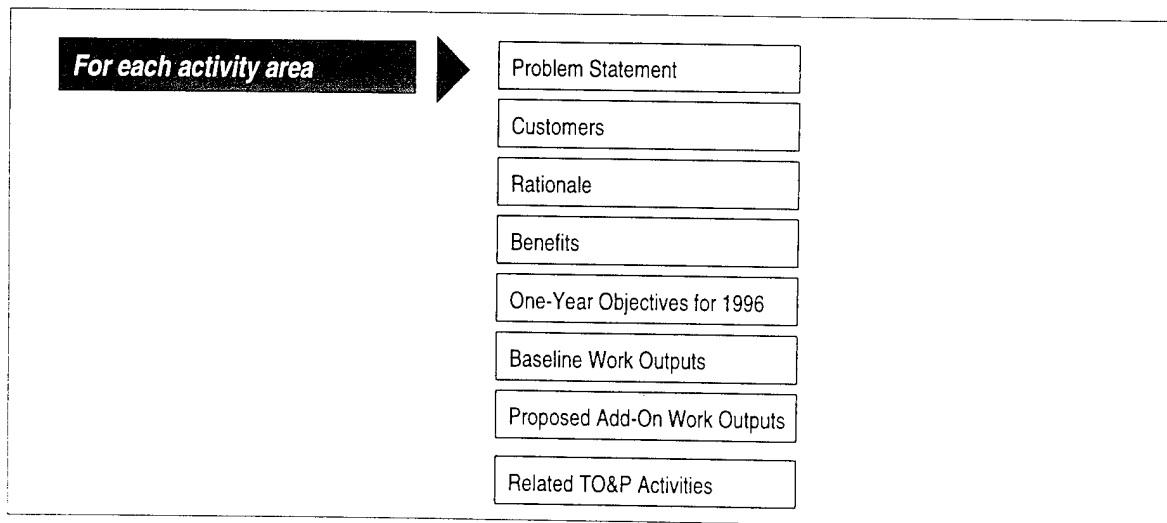 For each activity area
Problem Statement
Customers
Rationale
Benefits
One-Year Objectives for 1996
Baseline Work Outputs
Proposed Add-On Work Outputs
Related TO&P Activities